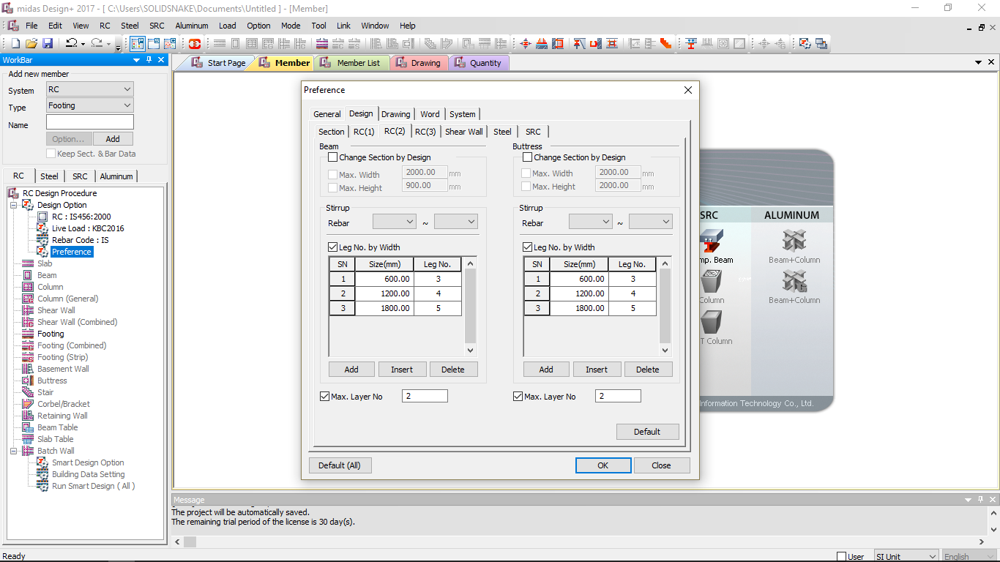 midas Design+ 2017 - [ C:\Users\SOLIDSNAKE\Documents\Untitled ] - [Member]
File Edit View RC Steel SRC Aluminum Load Option Mode Tool Link Window Help
WorkBar
Start Page Member Member List Drawing Quantity
Add new member
System RC
Type Footing
Name
Option... Add
Keep Sect. & Bar Data
RC Steel SRC Aluminum
RC Design Procedure
Design Option
RC : IS456:2000
Live Load : KBC2016
Rebar Code : IS
Preference
Slab
Beam
Column
Column (General)
Shear Wall
Shear Wall (Combined)
Footing
Footing (Combined)
Footing (Strip)
Basement Wall
Buttress
Stair
Corbel/Bracket
Retaining Wall
Beam Table
Slab Table
Batch Wall
Smart Design Option
Building Data Setting
Run Smart Design ( All )
Preference
General Design Drawing Word System
Section RC(1) RC(2) RC(3) Shear Wall Steel SRC
Beam
Change Section by Design
Max. Width 2000.00 mm
Max. Height 900.00 mm
Stirrup
Rebar ~
Leg No. by Width
SN Size(mm) Leg No.
1 600.00 3
2 1200.00 4
3 1800.00 5
Add Insert Delete
Max. Layer No 2
Buttress
Change Section by Design
Max. Width 2000.00 mm
Max. Height 2000.00 mm
Stirrup
Rebar ~
Leg No. by Width
SN Size(mm) Leg No.
1 600.00 3
2 1200.00 4
3 1800.00 5
Add Insert Delete
Max. Layer No 2
Default
Default (All) OK Close
SRC ALUMINUM
mp. Beam Beam+Column
Column Beam+Column
T Column
Information Technology Co., Ltd.
Message
The project will be automatically saved.
The remaining trial period of the license is 30 day(s).
Ready User SI Unit English